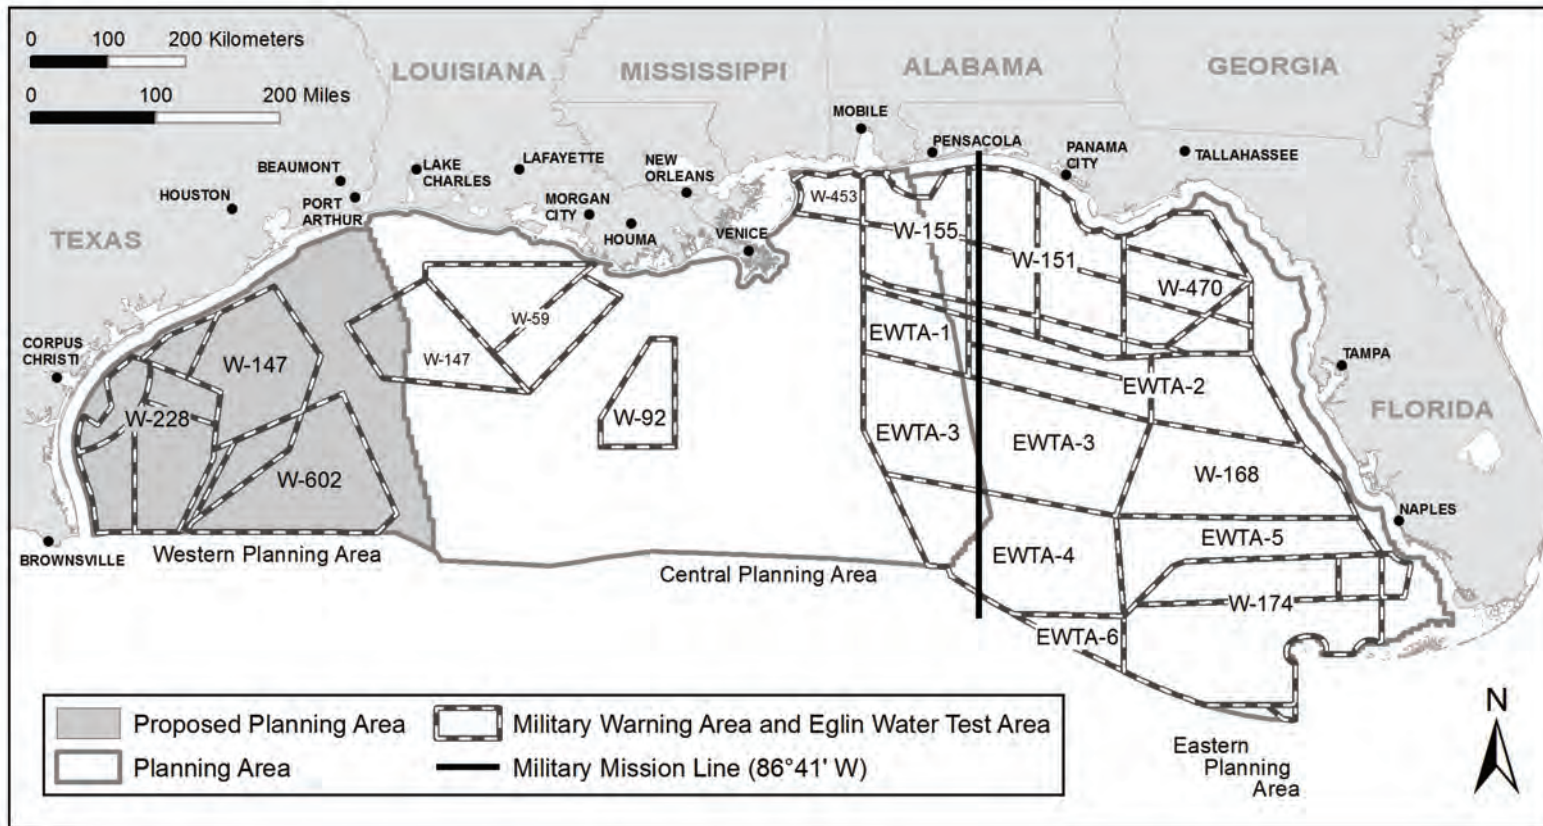 0 100 200 Kilometers
0 100 200 Miles
LOUISIANA
MISSISSIPPI
ALABAMA
GEORGIA
MOBILE
PENSACOLA
PANAMA
CITY
TALLAHASSEE
BEAUMONT
LAKE
CHARLES
LAFAYETTE
NEW
ORLEANS
HOUSTON
PORT
ARTHUR
MORGAN
CITY
HOUMA
VENICE
TEXAS
W-453
W-155
W-151
W-470
W-59
CORPUS
CHRISTI
W-147
W-147
EWTA-1
EWTA-2
TAMPA
FLORIDA
W-228
W-92
EWTA-3
EWTA-3
W-602
W-168
NAPLES
BROWNSVILLE
Western Planning Area
Central Planning Area
EWTA-4
EWTA-5
W-174
EWTA-6
Proposed Planning Area
Planning Area
Military Warning Area and Eglin Water Test Area
Military Mission Line (86°41' W)
Eastern
Planning
Area
N